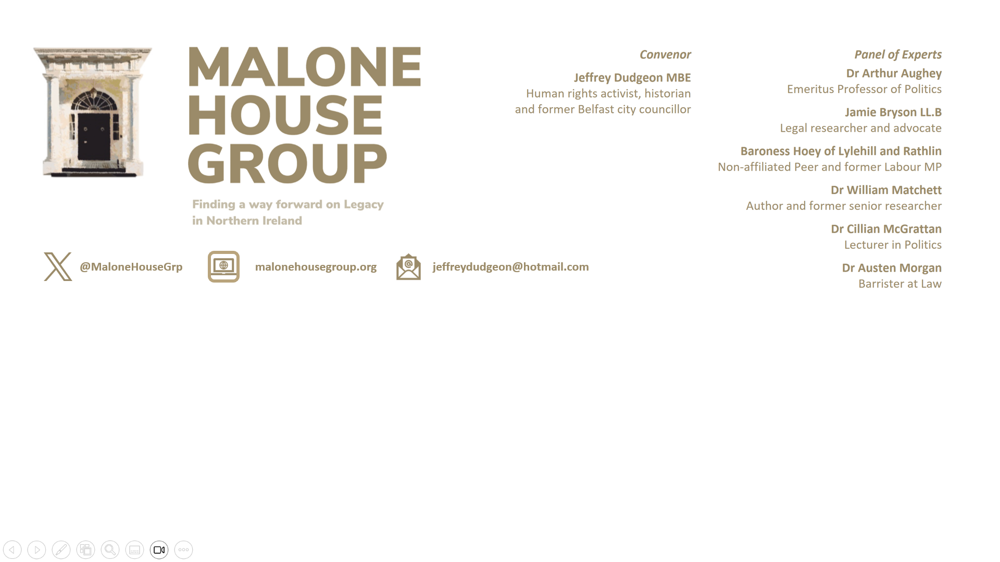 MALONE
HOUSE
GROUP
Finding a way forward on Legacy
in Northern Ireland
@MaloneHouseGrp
malonehousegroup.org
jeffreydudgeon@hotmail.com
Convenor
Jeffrey Dudgeon MBE
Human rights activist, historian
and former Belfast city councillor
Panel of Experts
Dr Arthur Aughey
Emeritus Professor of Politics
Jamie Bryson LL.B
Legal researcher and advocate
Baroness Hoey of Lylehill and Rathlin
Non-affiliated Peer and former Labour MP
Dr William Matchett
Author and former senior researcher
Dr Cillian McGrattan
Lecturer in Politics
Dr Austen Morgan
Barrister at Law